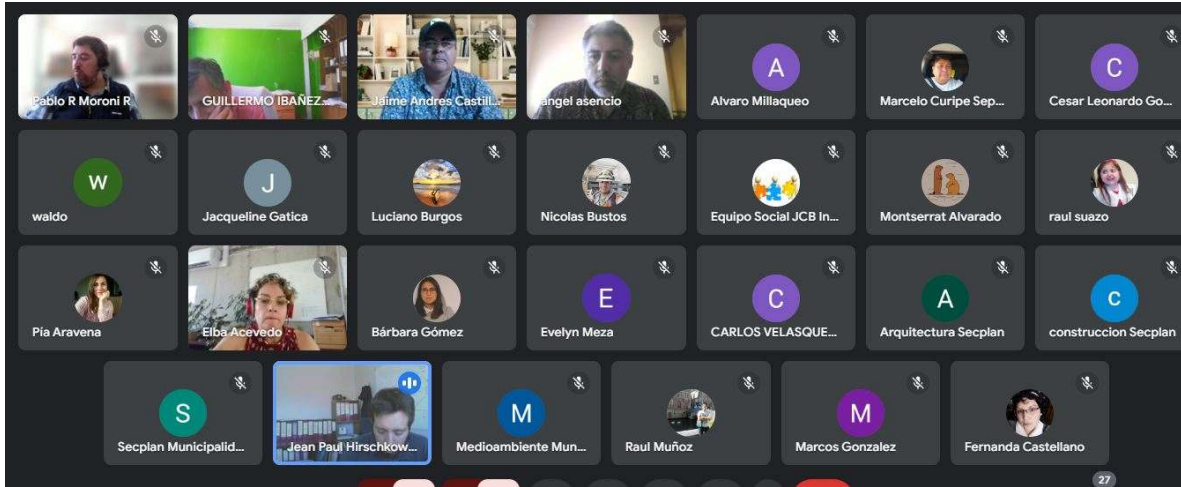 Pablo R Moroni R
GUILLERMO IBAÑEZ...
Jaime Andres Castill...
angel asencio
A
Alvaro Millaqueo
Marcelo Curipe Sep...
C
Cesar Leonardo Go...
W
waldo
J
Jacqueline Gatica
Luciano Burgos
Nicolas Bustos
Equipo Social JCB In...
Montserrat Alvarado
raul suazo
Pía Aravena
Elba Acevedo
Bárbara Gómez
E
Evelyn Meza
C
CARLOS VELASQUE...
A
Arquitectura Secplan
c
construccion Secplan
S
Secplan Municipalid...
Jean Paul Hirschkow...
M
Medioambiente Mun...
Raul Muñoz
M
Marcos Gonzalez
Fernanda Castellano
27